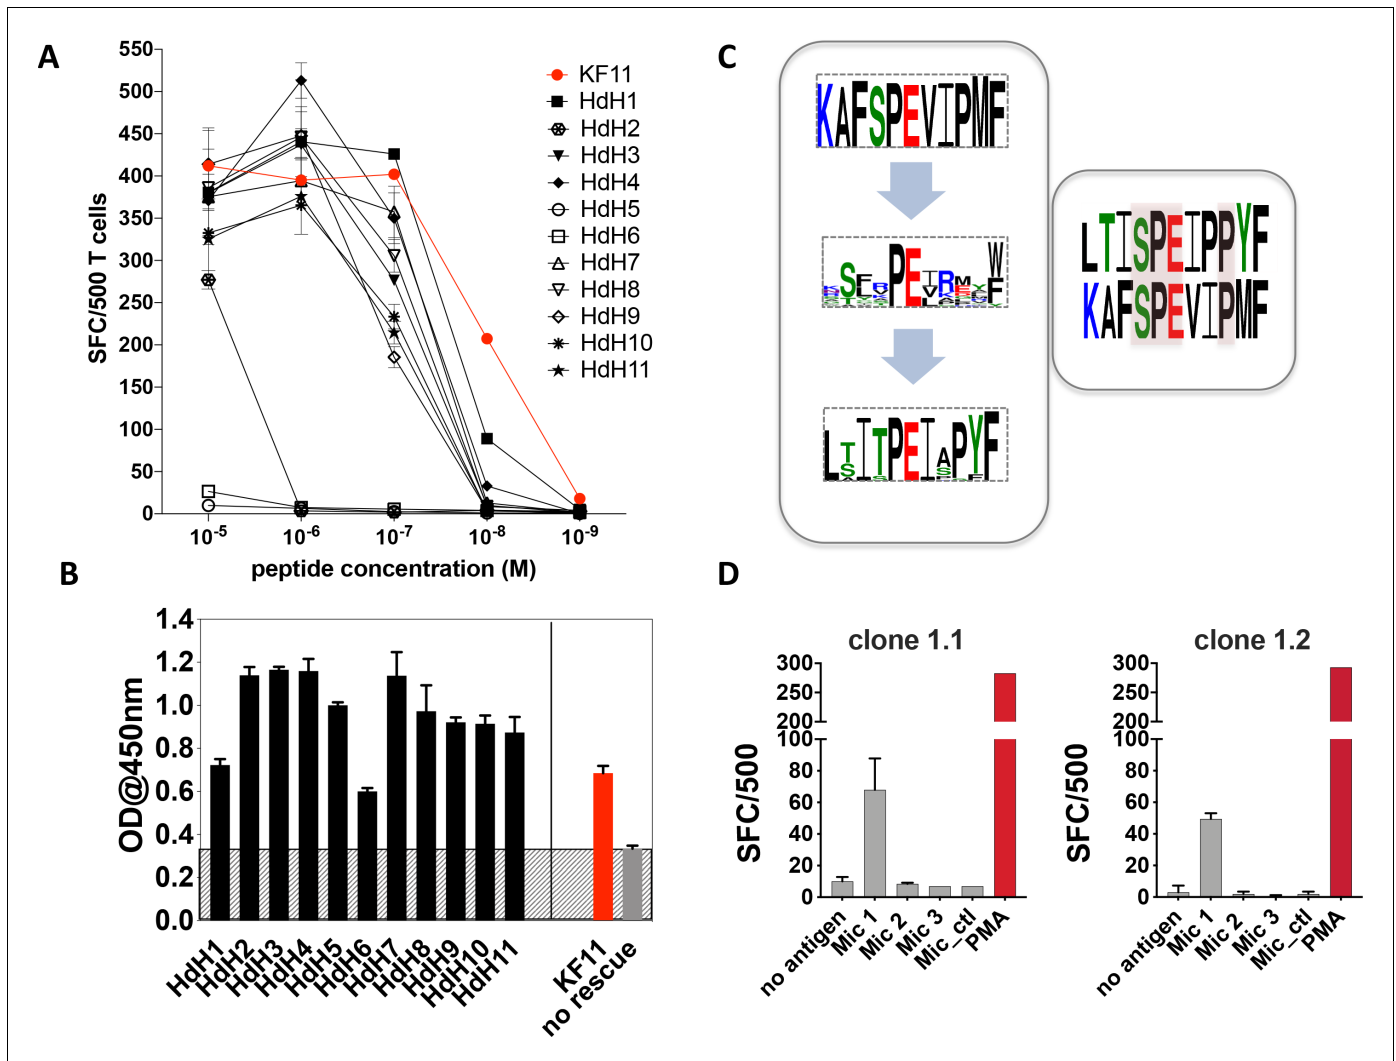 A
SFC/500 T cells
550
500
450
400
350
300
250
200
150
100
50
0
10-5
10-6
10-7
10-8
10-9
peptide concentration (M)
KF11
HdH1
HdH2
HdH3
HdH4
HdH5
HdH6
HdH7
HdH8
HdH9
HdH10
HdH11
B
OD@450nm
1.4
1.2
1.0
0.8
0.6
0.4
0.2
0.0
HdH1
HdH2
HdH3
HdH4
HdH5
HdH6
HdH7
HdH8
HdH9
HdH10
HdH11
KF11
no rescue
C
KAFSPEVIPMF
LTISPEIPPYF
KAFSPEVIPMF
D
clone 1.1
SFC/500
300
250
200
100
80
60
40
20
0
no antigen
Mic 1
Mic 2
Mic 3
Mic_ctl
PMA
clone 1.2
SFC/500
300
250
200
100
80
60
40
20
0
no antigen
Mic 1
Mic 2
Mic 3
Mic_ctl
PMA